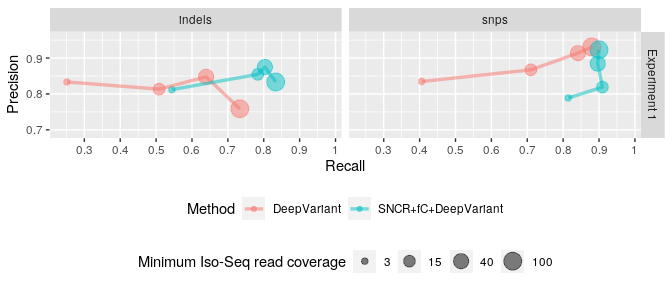 indels snps
0.9
0.8
0.7
Precision
Experiment 1
0.3 0.4 0.5 0.6 0.7 0.8 0.9 1 0.3 0.4 0.5 0.6 0.7 0.8 0.9 1
Recall
Method DeepVariant SNCR+fC+DeepVariant
Minimum Iso-Seq read coverage 3 15 40 100